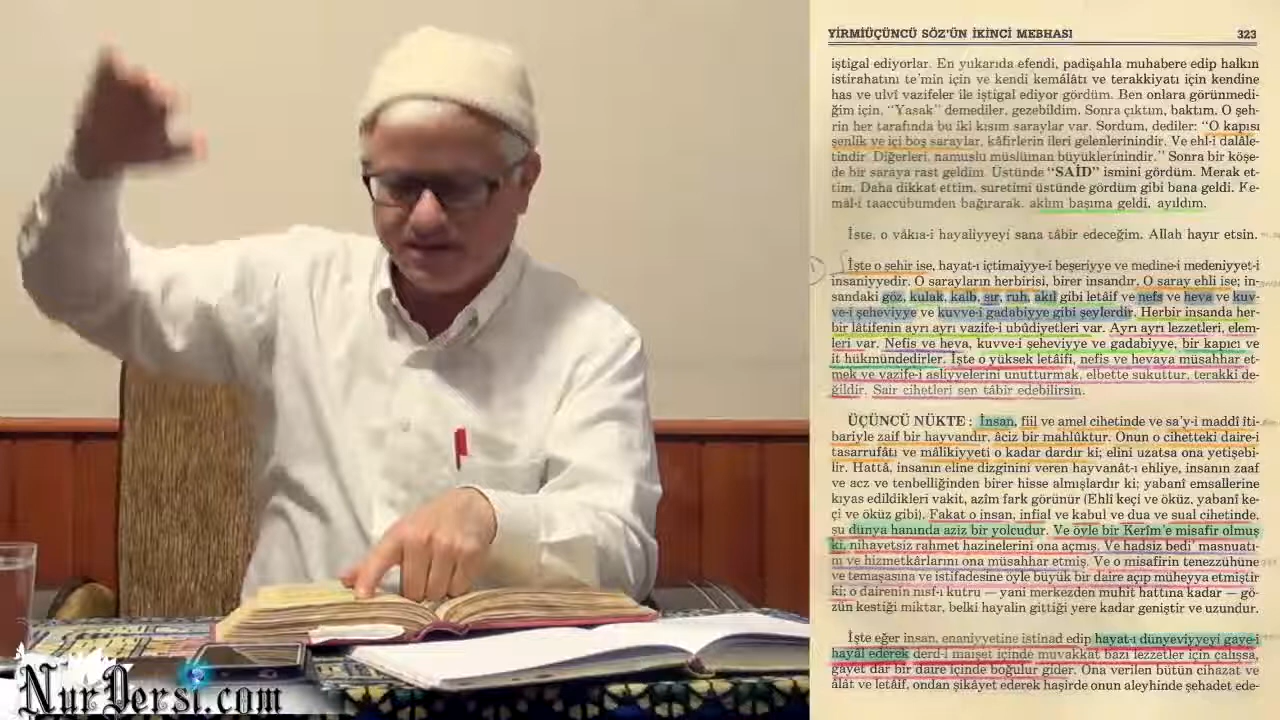 YİRMİÜÇÜNCÜ SÖZ'ÜN İKİNCİ MEBHASI 323
iştigal ediyorlar. En yukarıda efendi, padişahla muhabere edip halkın
istirahatını te'min için ve kendi kemâlâtı ve terakkiyatı için kendine
has ve ulvî vazifeler ile iştigal ediyor gördüm. Ben onlara görünmedi-
ğim için, "Yasak" demediler, gezebildim. Sonra çıktım, baktım. O şeh-
rin her tarafında bu iki kısım saraylar var. Sordum, dediler: "O kapısı
şenlik ve içi boş saraylar, kâfirlerin ileri gelenlerinindir. Ve ehl-i dalâle-
tindir. Diğerleri, namuslu müslüman büyüklerinindir." Sonra bir köşe-
de bir saraya rast geldim. Üstünde "SAİD" ismini gördüm. Merak et-
tim. Daha dikkat ettim, suretimi üstünde gördüm gibi bana geldi. Ke-
mâl-i taaccübümden bağırarak, aklım başıma geldi, ayıldım.
İşte, o vâkıa-i hayaliyyeyi sana tâbir edeceğim. Allah hayır etsin.
İşte o şehir ise, hayat-ı içtimaiyye-i beşeriyye ve medine-i medeniyyet-i
insaniyyedir. O sarayların herbirisi, birer insandır. O saray ehli ise; in-
sandaki göz, kulak, kalb, sır, ruh, akıl gibi letâif ve nefs ve heva ve kuv-
ve-i şeheviyye ve kuvve-i gadabiyye gibi şeylerdir. Herbir insanda her-
bir lâtifenin ayrı ayrı vazife-i ubûdiyetleri var. Ayrı ayrı lezzetleri, elem-
leri var. Nefis ve heva, kuvve-i şeheviyye ve gadabiyye, bir kapıcı ve
it hükmündedirler. İşte o yüksek letâifi, nefis ve hevaya müsahhar et-
mek ve vazife-i asliyyelerini unutturmak, elbette sukuttur, terakki de-
ğildir. Sair cihetleri sen tâbir edebilirsin.
ÜÇÜNCÜ NÜKTE : İnsan, fiil ve amel cihetinde ve sa'y-i maddî iti-
bariyle zaif bir hayvandır, âciz bir mahlûktur. Onun o cihetteki daire-i
tasarrufatı ve mâlikiyyeti o kadar dardır ki; elini uzatsa ona yetişebi-
lir. Hattâ, insanın eline dizginini veren hayvanât-ı ehliye, insanın zaaf
ve acz ve tenbelliğinden birer hisse almışlardır ki; yabanî emsallerine
kıyas edildikleri vakit, azîm fark görünür (Ehlî keçi ve öküz, yabanî ke-
çi ve öküz gibi). Fakat o insan, infial ve kabul ve dua ve sual cihetinde,
şu dünya hanında aziz bir yolcudur. Ve öyle bir Kerîm'e misafir olmuş
ki, nihayetsiz rahmet hazinelerini ona açmış. Ve hadsiz bedi' masnuatı-
nı ve hizmetkârlarını ona müsahhar etmiş. Ve o misafirin tenezzühüne
ve temaşasına ve istifadesine öyle büyük bir daire açıp müheyya etmiştir
ki; o dairenin nısf-ı kutru — yani merkezden muhit hattına kadar — gö-
zün kestiği miktar, belki hayalin gittiği yere kadar geniştir ve uzundur.
İşte eğer insan, enaniyyetine istinad edip hayat-ı dünyeviyyeyi gaye-i
hayâl ederek derd-i maişet içinde muvakkat bazı lezzetler için çalışsa,
gayet dar bir daire içinde boğulur gider. Ona verilen bütün cihazat ve
âlât ve letâif, ondan şikâyet ederek haşirde onun aleyhinde şehadet ede-
NurDersi.com